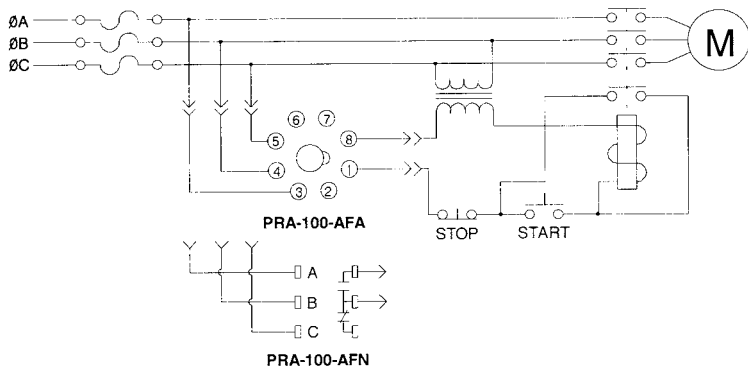 ØA
ØB
ØC
M
6 7
5 8
4 1
3 2
PRA-100-AFA
STOP START
A
B
C
PRA-100-AFN